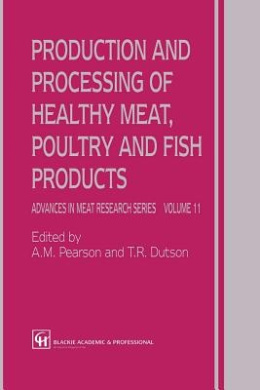 PRODUCTION AND
PROCESSING OF
HEALTHY MEAT,
POULTRY AND FISH
PRODUCTS
ADVANCES IN MEAT RESEARCH SERIES VOLUME 11
Edited by
A.M. Pearson and T.R. Dutson
BLACKIE ACADEMIC & PROFESSIONAL